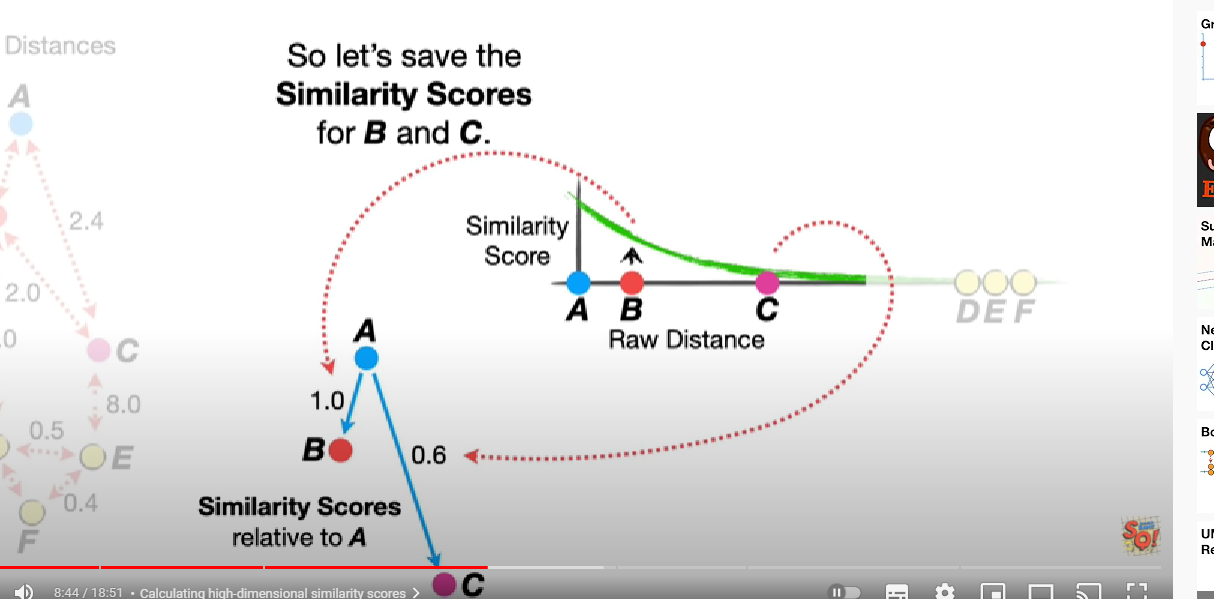 Distances
So let's save the
Similarity Scores
for B and C.
A
2.4
2.0
0
C
8.0
0.5
E
0.4
F
Similarity
Score
A
B
C
D E F
Raw Distance
A
1.0
B
0.6
Similarity Scores
relative to A
C
SQ!
8:44 / 18:51 • Calculating high-dimensional similarity scores >
Gr
E
Su
Ma
Ne
Cl
Bo
UM
Re